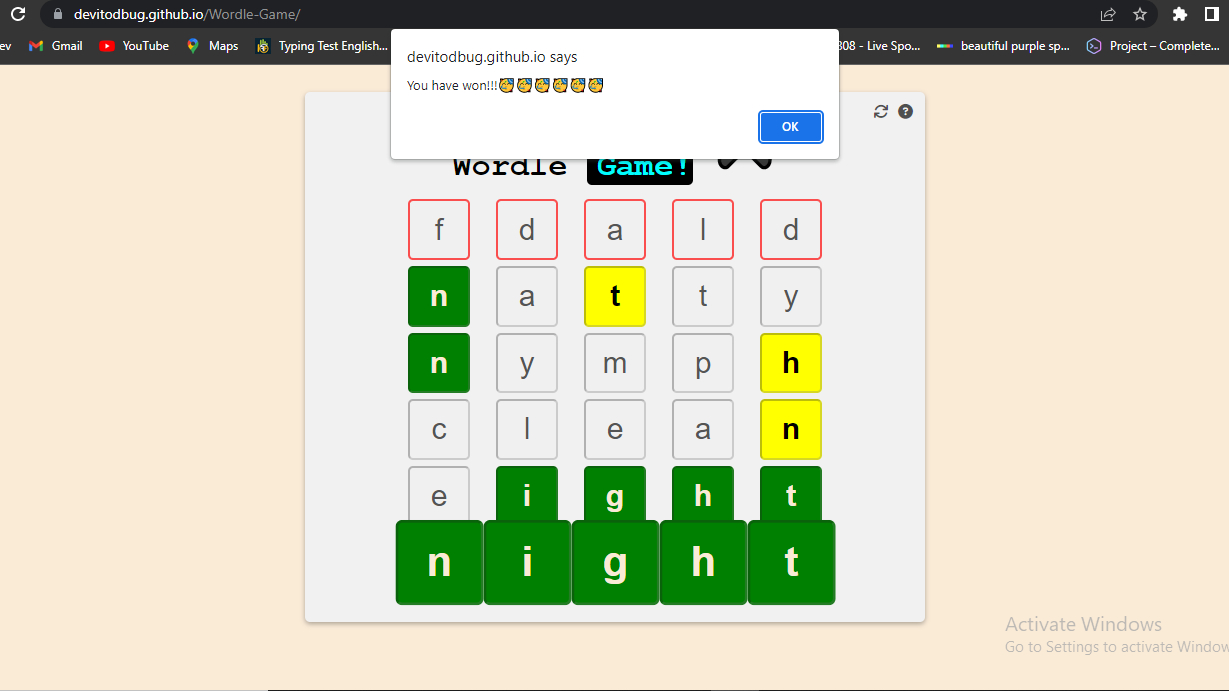 devitodbug.github.io/Wordle-Game/
ev Gmail YouTube Maps Typing Test English... 308 - Live Spo... beautiful purple sp... Project – Complete...
devitodbug.github.io says
You have won!!!🥳🥳🥳🥳🥳🥳
OK
Wordle Game!
f d a l d
n a t t y
n y m p h
c l e a n
e i g h t
n i g h t
Activate Windows
Go to Settings to activate Window